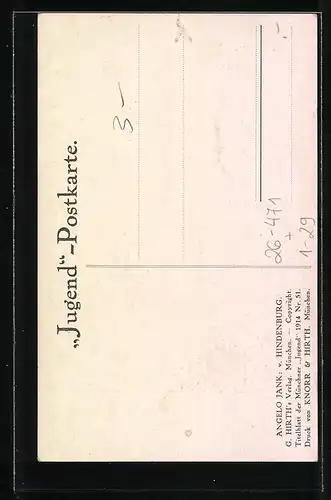 „Jugend“-Postkarte.
3 –
26-471
+
1-29
ANGELO JANK: v. HINDENBURG.
G. HIRTH's Verlag, München. — Copyright.
Titelblatt der Münchner „Jugend“ 1914 Nr. 51.
Druck von KNORR & HIRTH, München.